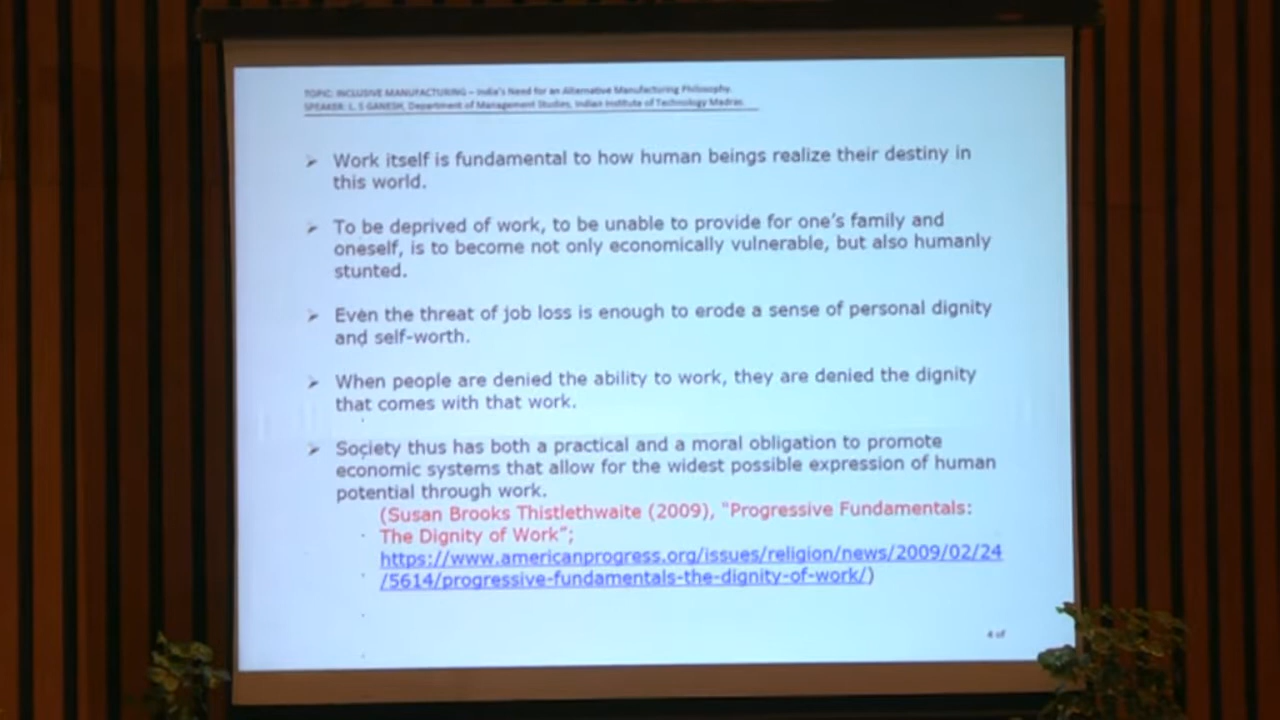 TOPIC: INCLUSIVE MANUFACTURING – India's Need for an Alternative Manufacturing Philosophy.
SPEAKER: L S GANESH, Department of Management Studies, Indian Institute of Technology Madras.
➢ Work itself is fundamental to how human beings realize their destiny in
this world.
➢ To be deprived of work, to be unable to provide for one's family and
oneself, is to become not only economically vulnerable, but also humanly
stunted.
➢ Even the threat of job loss is enough to erode a sense of personal dignity
and self-worth.
➢ When people are denied the ability to work, they are denied the dignity
that comes with that work.
➢ Society thus has both a practical and a moral obligation to promote
economic systems that allow for the widest possible expression of human
potential through work.
(Susan Brooks Thistlethwaite (2009), "Progressive Fundamentals:
The Dignity of Work";
https://www.americanprogress.org/issues/religion/news/2009/02/24
/5614/progressive-fundamentals-the-dignity-of-work/)
4 of